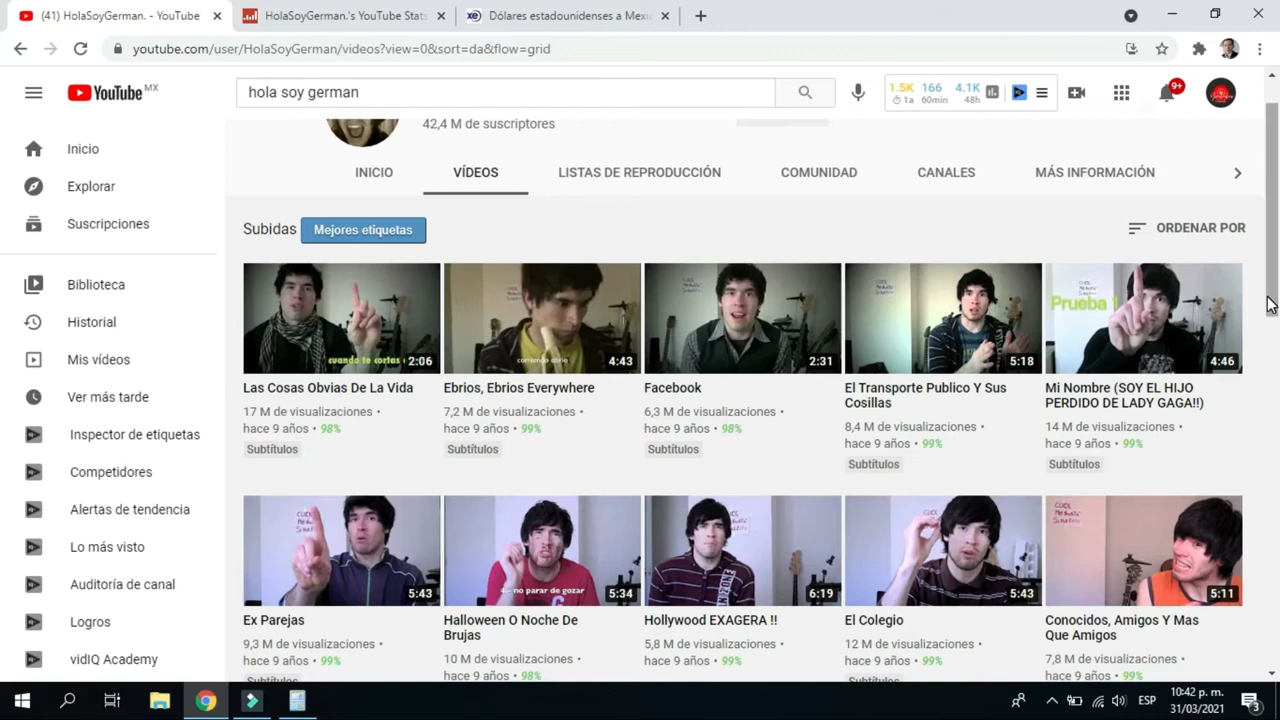 (41) HolaSoyGerman. - YouTube
HolaSoyGerman.'s YouTube Stats
Dólares estadounidenses a Mexi
youtube.com/user/HolaSoyGerman/videos?view=0&sort=da&flow=grid
YouTube MX
hola soy german
1.5K 166 4.1K
1a 60min 48h
9+
42,4 M de suscriptores
INICIO
VÍDEOS
LISTAS DE REPRODUCCIÓN
COMUNIDAD
CANALES
MÁS INFORMACIÓN
Inicio
Explorar
Suscripciones
Biblioteca
Historial
Mis vídeos
Ver más tarde
Inspector de etiquetas
Competidores
Alertas de tendencia
Lo más visto
Auditoría de canal
Logros
vidIQ Academy
Subidas
Mejores etiquetas
ORDENAR POR
cuando te cortas
2:06
Las Cosas Obvias De La Vida
17 M de visualizaciones •
hace 9 años • 98%
Subtítulos
4:43
Ebrios, Ebrios Everywhere
7,2 M de visualizaciones •
hace 9 años • 99%
Subtítulos
2:31
Facebook
6,3 M de visualizaciones •
hace 9 años • 98%
Subtítulos
5:18
El Transporte Publico Y Sus
Cosillas
8,4 M de visualizaciones •
hace 9 años • 99%
Subtítulos
Prueba 1
4:46
Mi Nombre (SOY EL HIJO
PERDIDO DE LADY GAGA!!)
14 M de visualizaciones •
hace 9 años • 99%
Subtítulos
5:43
Ex Parejas
9,3 M de visualizaciones •
hace 9 años • 99%
Subtítulos
4.- no parar de gozar
5:34
Halloween O Noche De
Brujas
10 M de visualizaciones •
hace 9 años • 98%
6:19
Hollywood EXAGERA !!
5,8 M de visualizaciones •
hace 9 años • 99%
Subtítulos
5:43
El Colegio
12 M de visualizaciones •
hace 9 años • 99%
Subtítulos
5:11
Conocidos, Amigos Y Mas
Que Amigos
7,8 M de visualizaciones •
hace 9 años • 99%
ESP
10:42 p. m.
31/03/2021
3